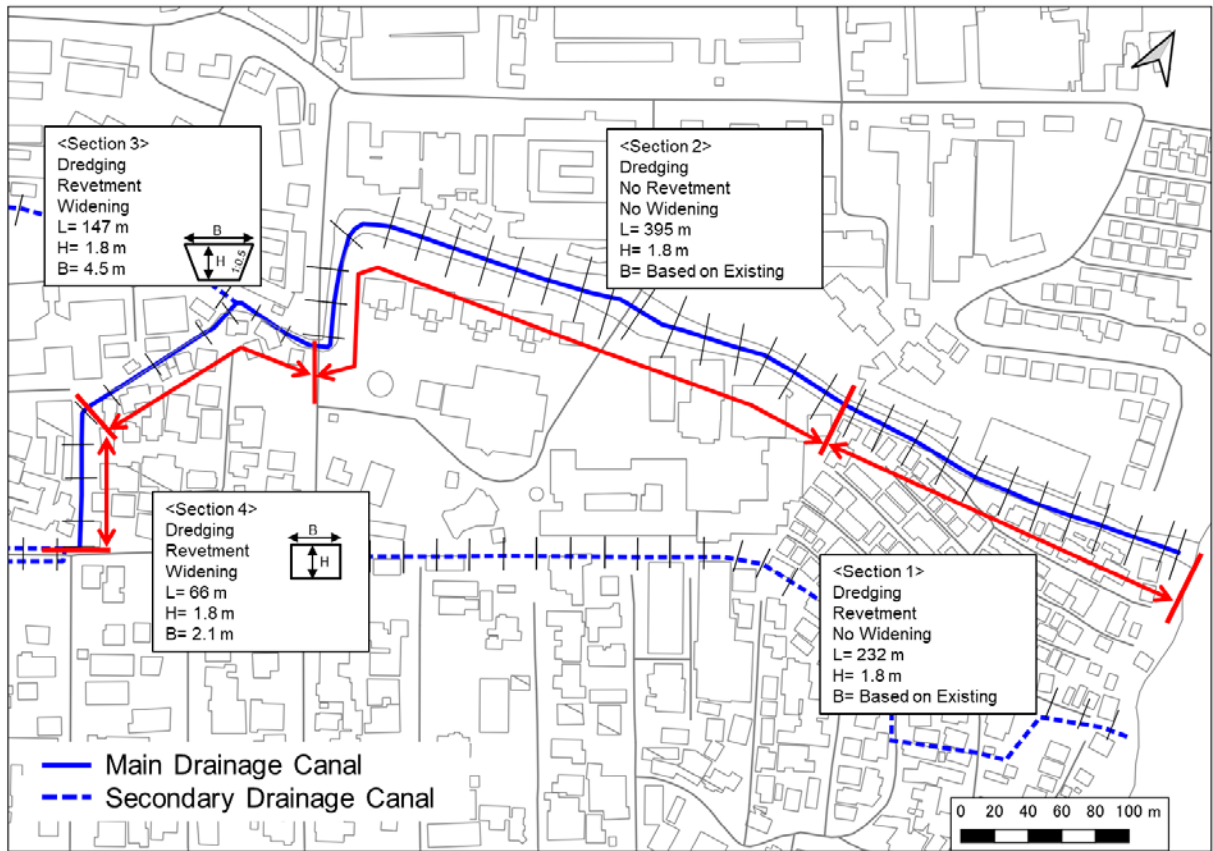 <Section 3>
Dredging
Revetment
Widening
L= 147 m
H= 1.8 m
B= 4.5 m
B
H
1:0.5
<Section 2>
Dredging
No Revetment
No Widening
L= 395 m
H= 1.8 m
B= Based on Existing
<Section 4>
Dredging
Revetment
Widening
L= 66 m
H= 1.8 m
B= 2.1 m
B
H
<Section 1>
Dredging
Revetment
No Widening
L= 232 m
H= 1.8 m
B= Based on Existing
Main Drainage Canal
Secondary Drainage Canal
0 20 40 60 80 100 m